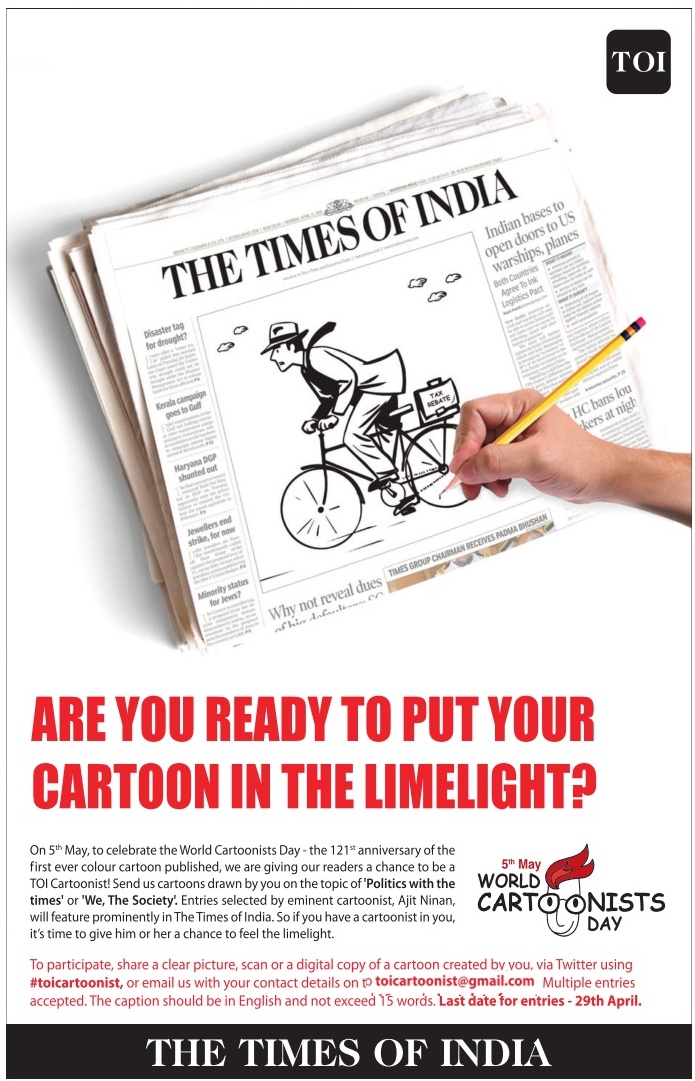 TOI
THE TIMES OF INDIA
Indian bases to
open doors to US
warships, planes
Both Countries
Agree To Ink
Logistics Pact
WHAT IT MEANS
Disaster tag
for drought?
Kerala campaign
goes to Gulf
Haryana DGP
shunted out
Jewellers end
strike, for now
Minority status
for Jews?
TAX
REBATE
HC bans lou
kers at nigh
TIMES GROUP CHAIRMAN RECEIVES PADMA BHUSHAN
Why not reveal dues
of big defaulters: SC
ARE YOU READY TO PUT YOUR
CARTOON IN THE LIMELIGHT?
On 5th May, to celebrate the World Cartoonists Day - the 121st anniversary of the
first ever colour cartoon published, we are giving our readers a chance to be a
TOI Cartoonist! Send us cartoons drawn by you on the topic of 'Politics with the
times' or 'We, The Society'. Entries selected by eminent cartoonist, Ajit Ninan,
will feature prominently in The Times of India. So if you have a cartoonist in you,
it's time to give him or her a chance to feel the limelight.
5th May
WORLD
CARTOONISTS
DAY
To participate, share a clear picture, scan or a digital copy of a cartoon created by you, via Twitter using
#toicartoonist, or email us with your contact details on to toicartoonist@gmail.com Multiple entries
accepted. The caption should be in English and not exceed 15 words. Last date for entries - 29th April.
THE TIMES OF INDIA